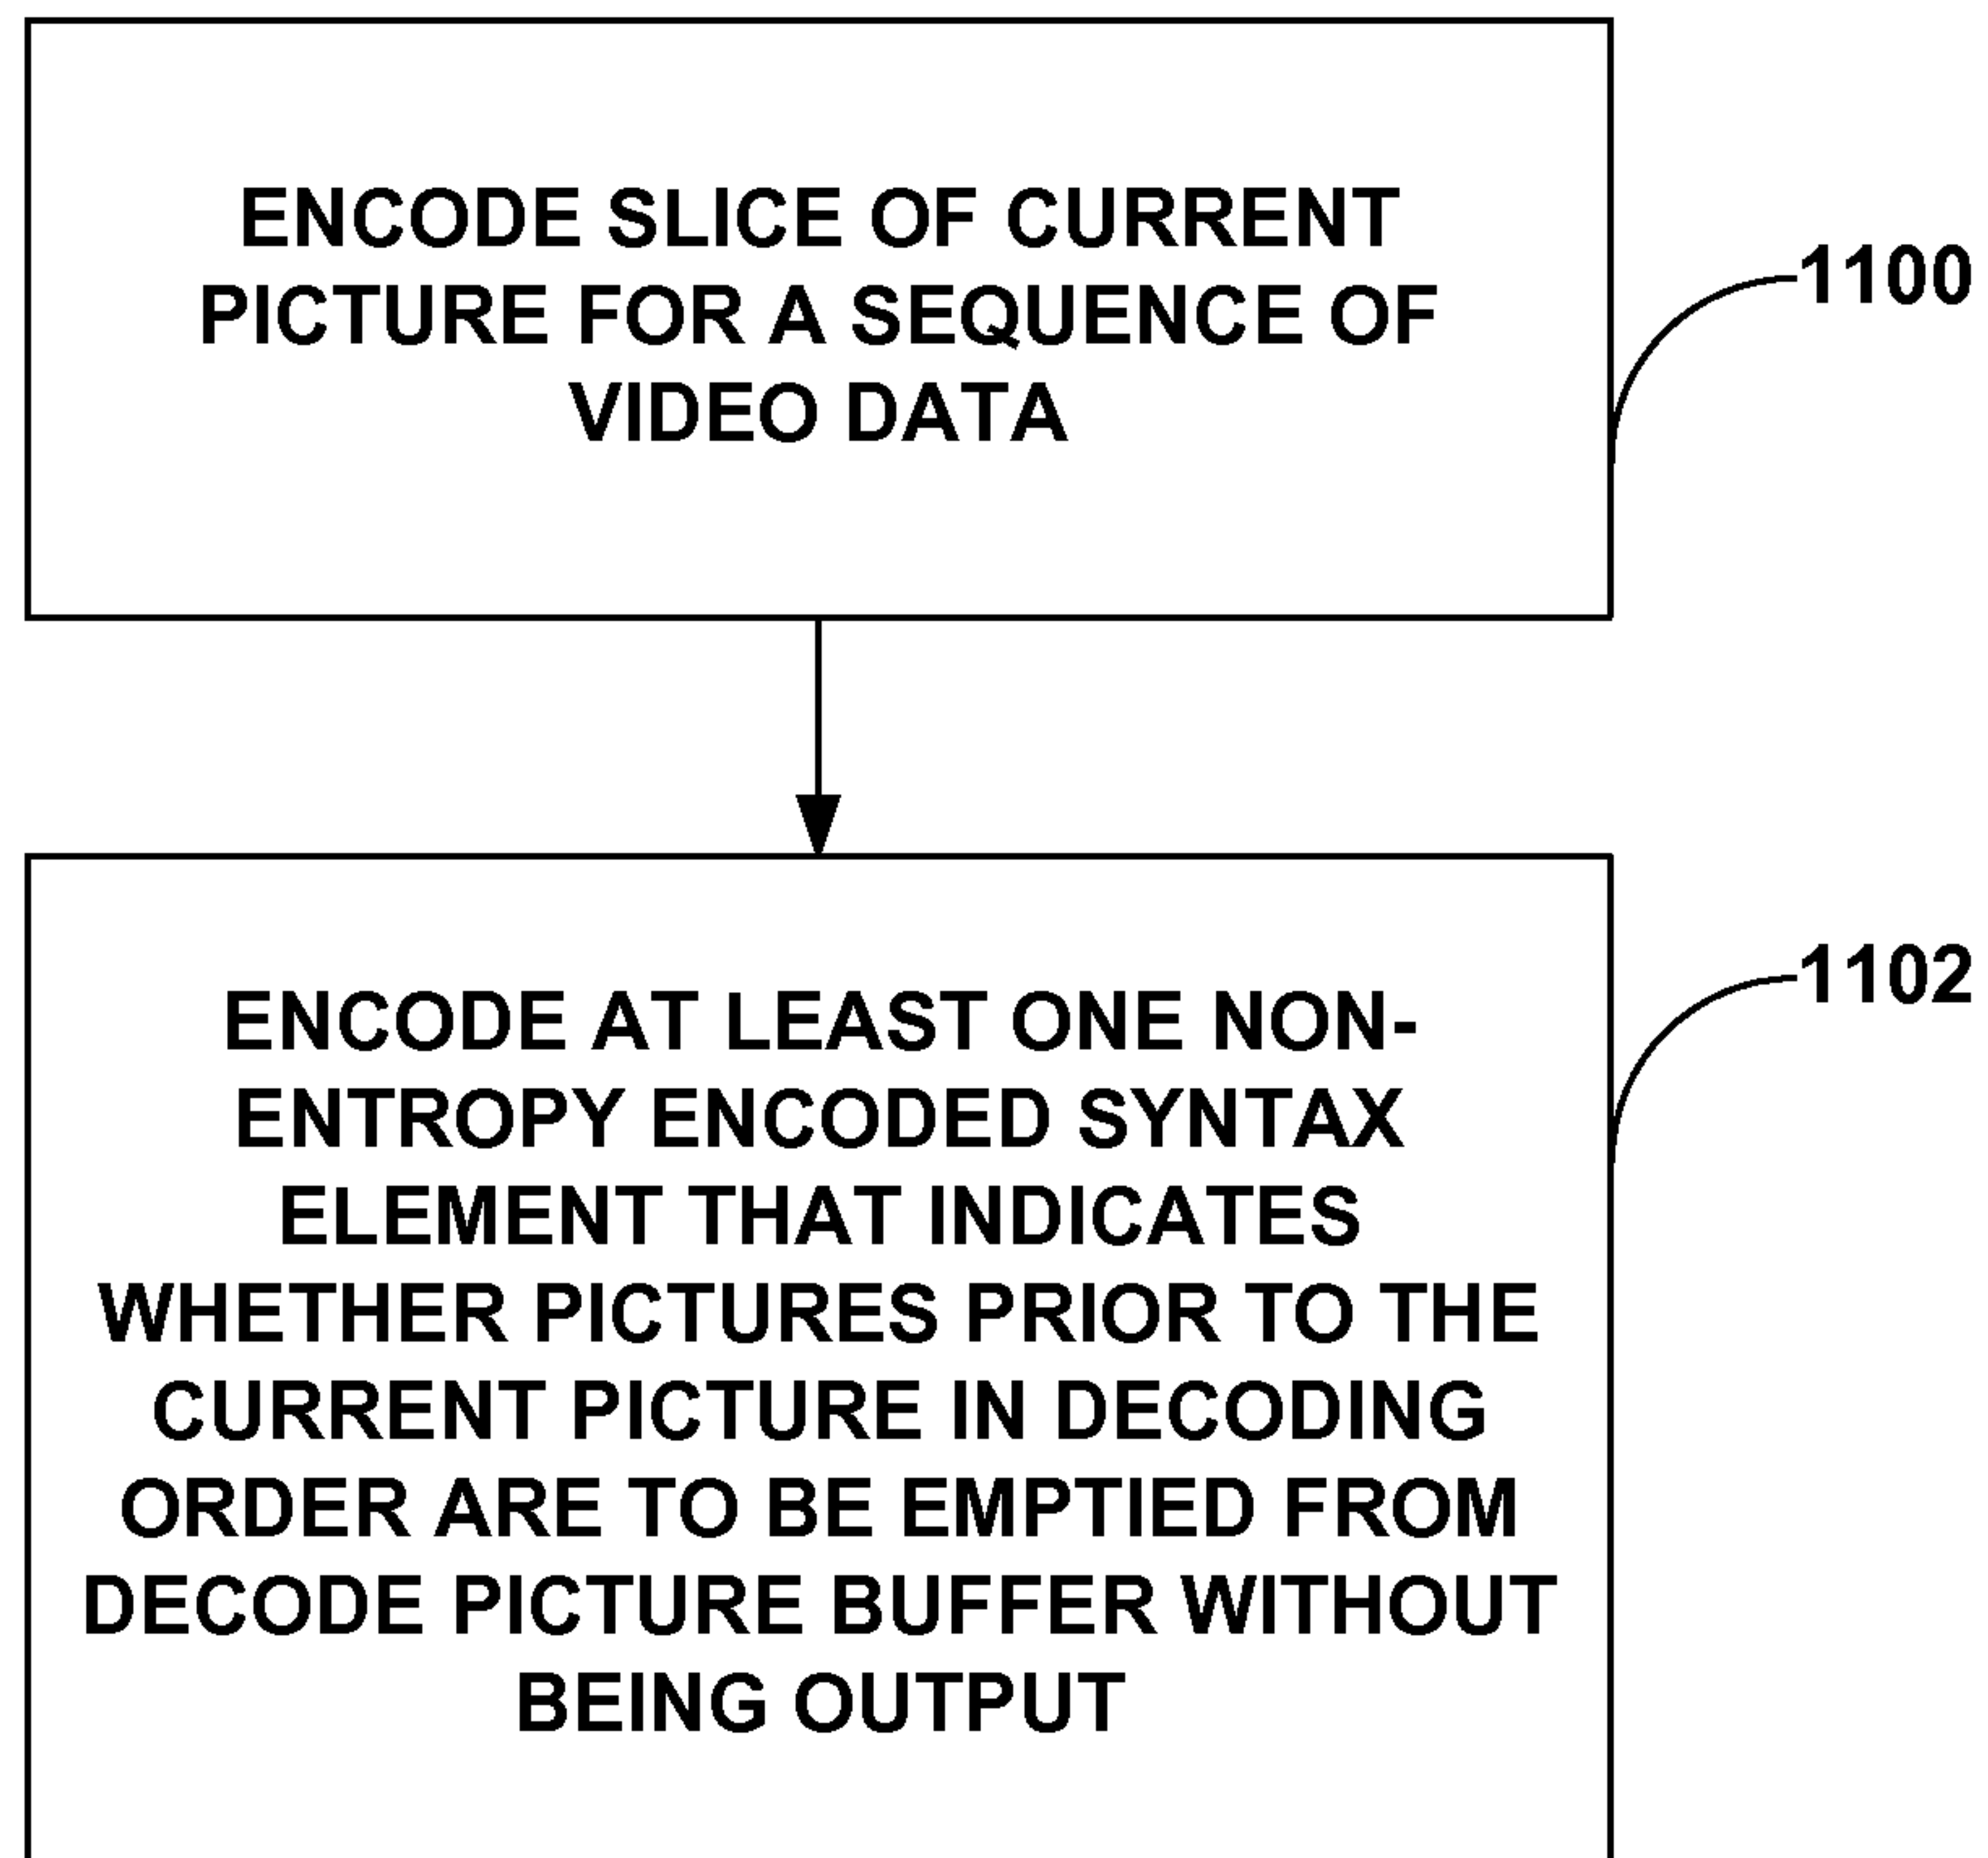 ENCODE SLICE OF CURRENT
PICTURE FOR A SEQUENCE OF
VIDEO DATA
1100
ENCODE AT LEAST ONE NON-
ENTROPY ENCODED SYNTAX
ELEMENT THAT INDICATES
WHETHER PICTURES PRIOR TO THE
CURRENT PICTURE IN DECODING
ORDER ARE TO BE EMPTIED FROM
DECODE PICTURE BUFFER WITHOUT
BEING OUTPUT
1102